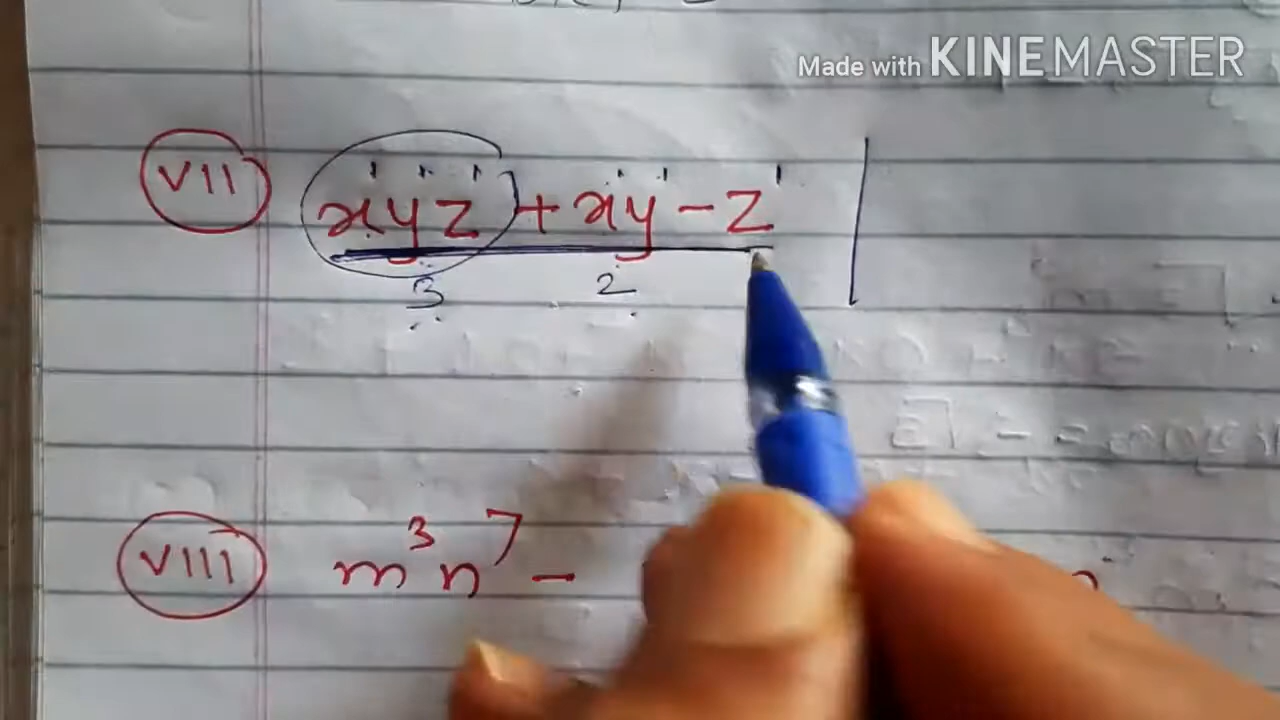 Made with KINEMASTER
VII xyz + xy - z
3 2
VIII m³n⁷ -